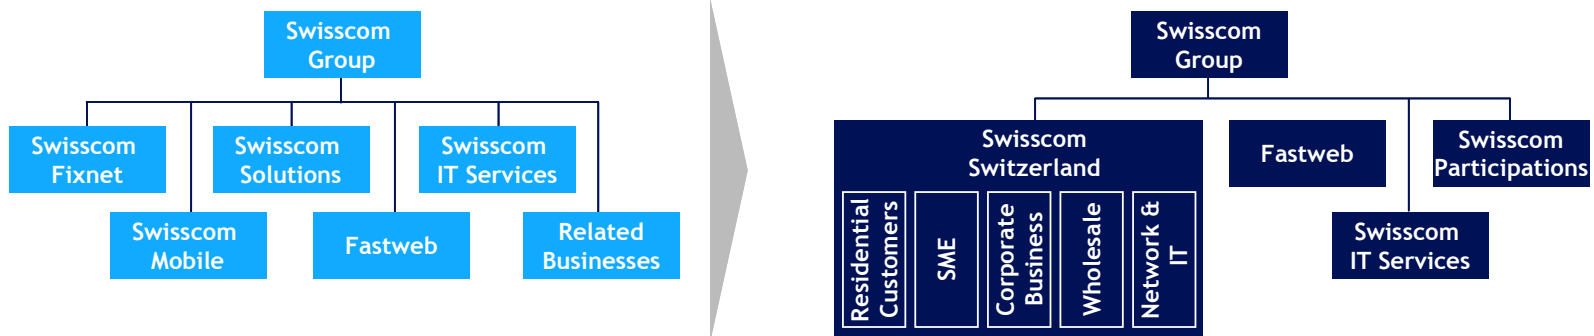 Swisscom
Group
Swisscom
Fixnet
Swisscom
Solutions
Swisscom
IT Services
Swisscom
Mobile
Fastweb
Related
Businesses
Swisscom
Group
Swisscom
Switzerland
Residential
Customers
SME
Corporate
Business
Wholesale
Network &
IT
Fastweb
Swisscom
Participations
Swisscom
IT Services